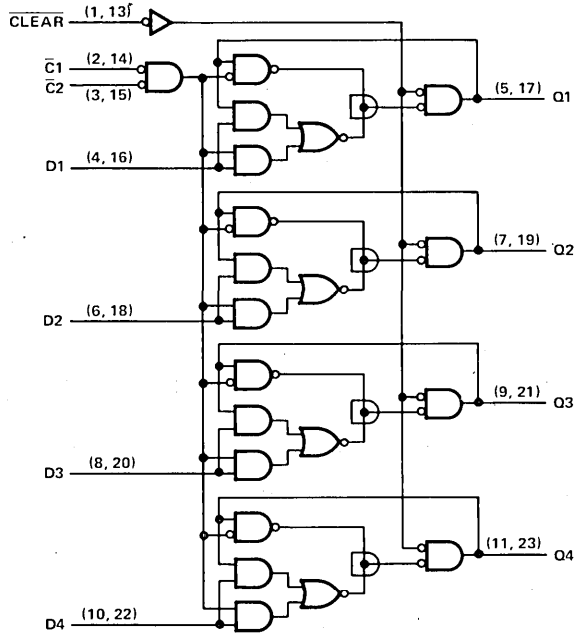 C̅L̅E̅A̅R̅ (1, 13)
C̅1 (2, 14)
C̅2 (3, 15)
(5, 17) Q1
D1 (4, 16)
(7, 19) Q2
D2 (6, 18)
(9, 21) Q3
D3 (8, 20)
(11, 23) Q4
D4 (10, 22)